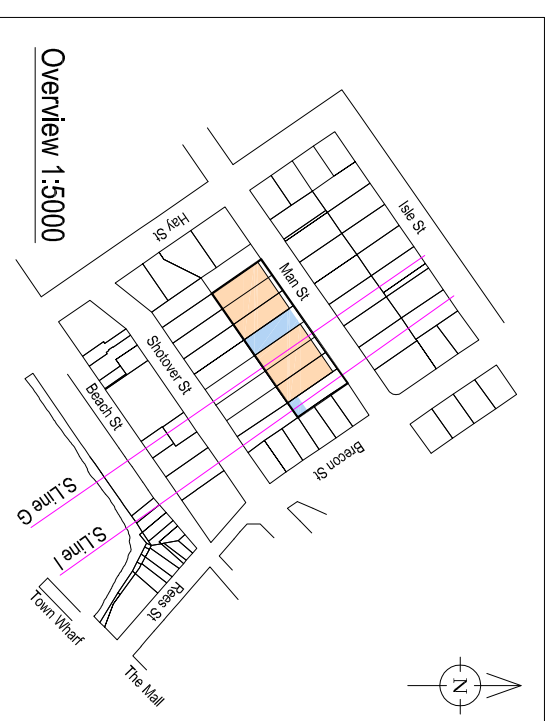 Overview 1:5000
Isle St
Man St
Hay St
Shotover St
Beach St
Brecon St
S.Line G
S.Line I
Rees St
Town Wharf
The Mall
N